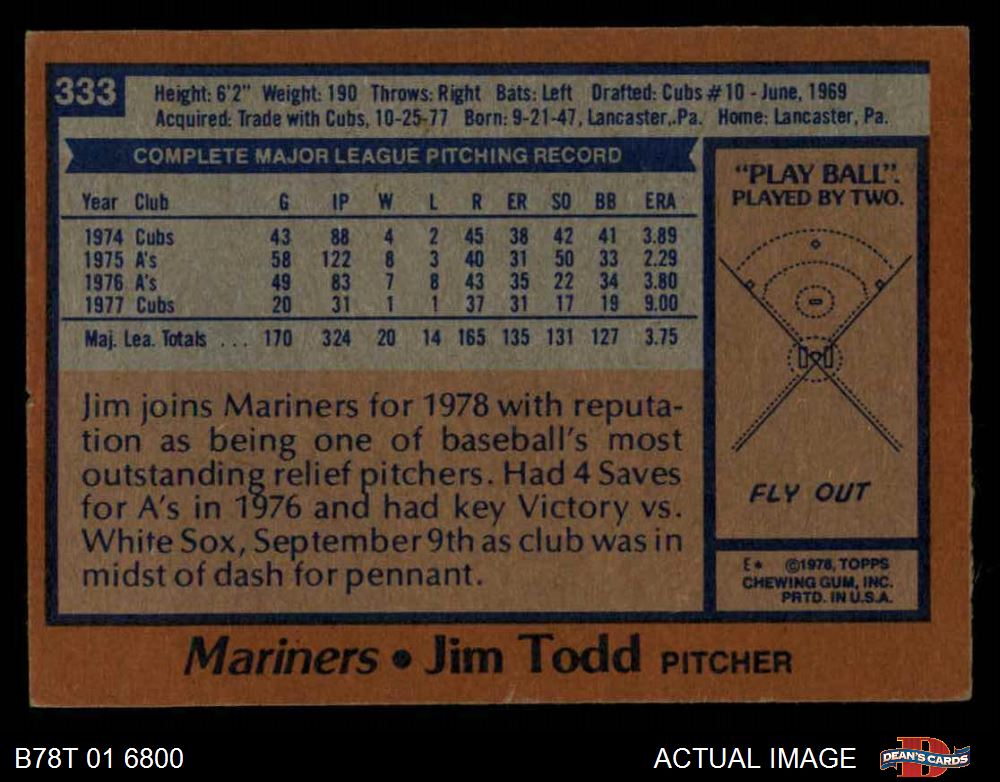 333
Height: 6'2" Weight: 190 Throws: Right Bats: Left Drafted: Cubs #10 - June, 1969
Acquired: Trade with Cubs, 10-25-77 Born: 9-21-47, Lancaster, Pa. Home: Lancaster, Pa.
COMPLETE MAJOR LEAGUE PITCHING RECORD
Year Club G IP W L R ER SO BB ERA
1974 Cubs 43 88 4 2 45 38 42 41 3.89
1975 A's 58 122 8 3 40 31 50 33 2.29
1976 A's 49 83 7 8 43 35 22 34 3.80
1977 Cubs 20 31 1 1 37 31 17 19 9.00
Maj. Lea. Totals ... 170 324 20 14 165 135 131 127 3.75
Jim joins Mariners for 1978 with reputa-
tion as being one of baseball's most
outstanding relief pitchers. Had 4 Saves
for A's in 1976 and had key Victory vs.
White Sox, September 9th as club was in
midst of dash for pennant.
"PLAY BALL".
PLAYED BY TWO.
FLY OUT
E* ©1978, TOPPS
CHEWING GUM, INC.
PRTD. IN U.S.A.
Mariners • Jim Todd PITCHER
B78T 01 6800
ACTUAL IMAGE
DEAN'S CARDS